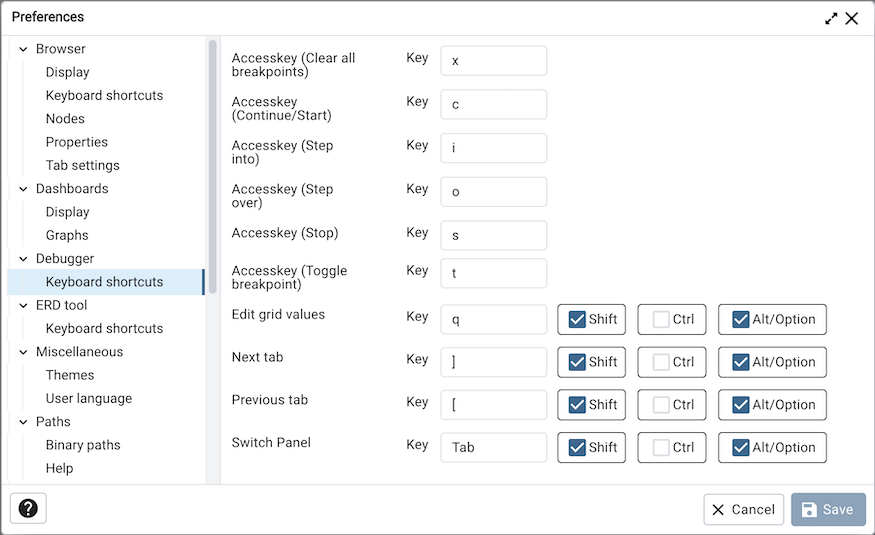 Preferences
Browser
Display
Keyboard shortcuts
Nodes
Properties
Tab settings
Dashboards
Display
Graphs
Debugger
Keyboard shortcuts
ERD tool
Keyboard shortcuts
Miscellaneous
Themes
User language
Paths
Binary paths
Help
Accesskey (Clear all
breakpoints)
Key
x
Accesskey
(Continue/Start)
Key
c
Accesskey (Step
into)
Key
i
Accesskey (Step
over)
Key
o
Accesskey (Stop)
Key
s
Accesskey (Toggle
breakpoint)
Key
t
Edit grid values Key q Shift Ctrl Alt/Option
Next tab Key ] Shift Ctrl Alt/Option
Previous tab Key [ Shift Ctrl Alt/Option
Switch Panel Key Tab Shift Ctrl Alt/Option
? Cancel Save